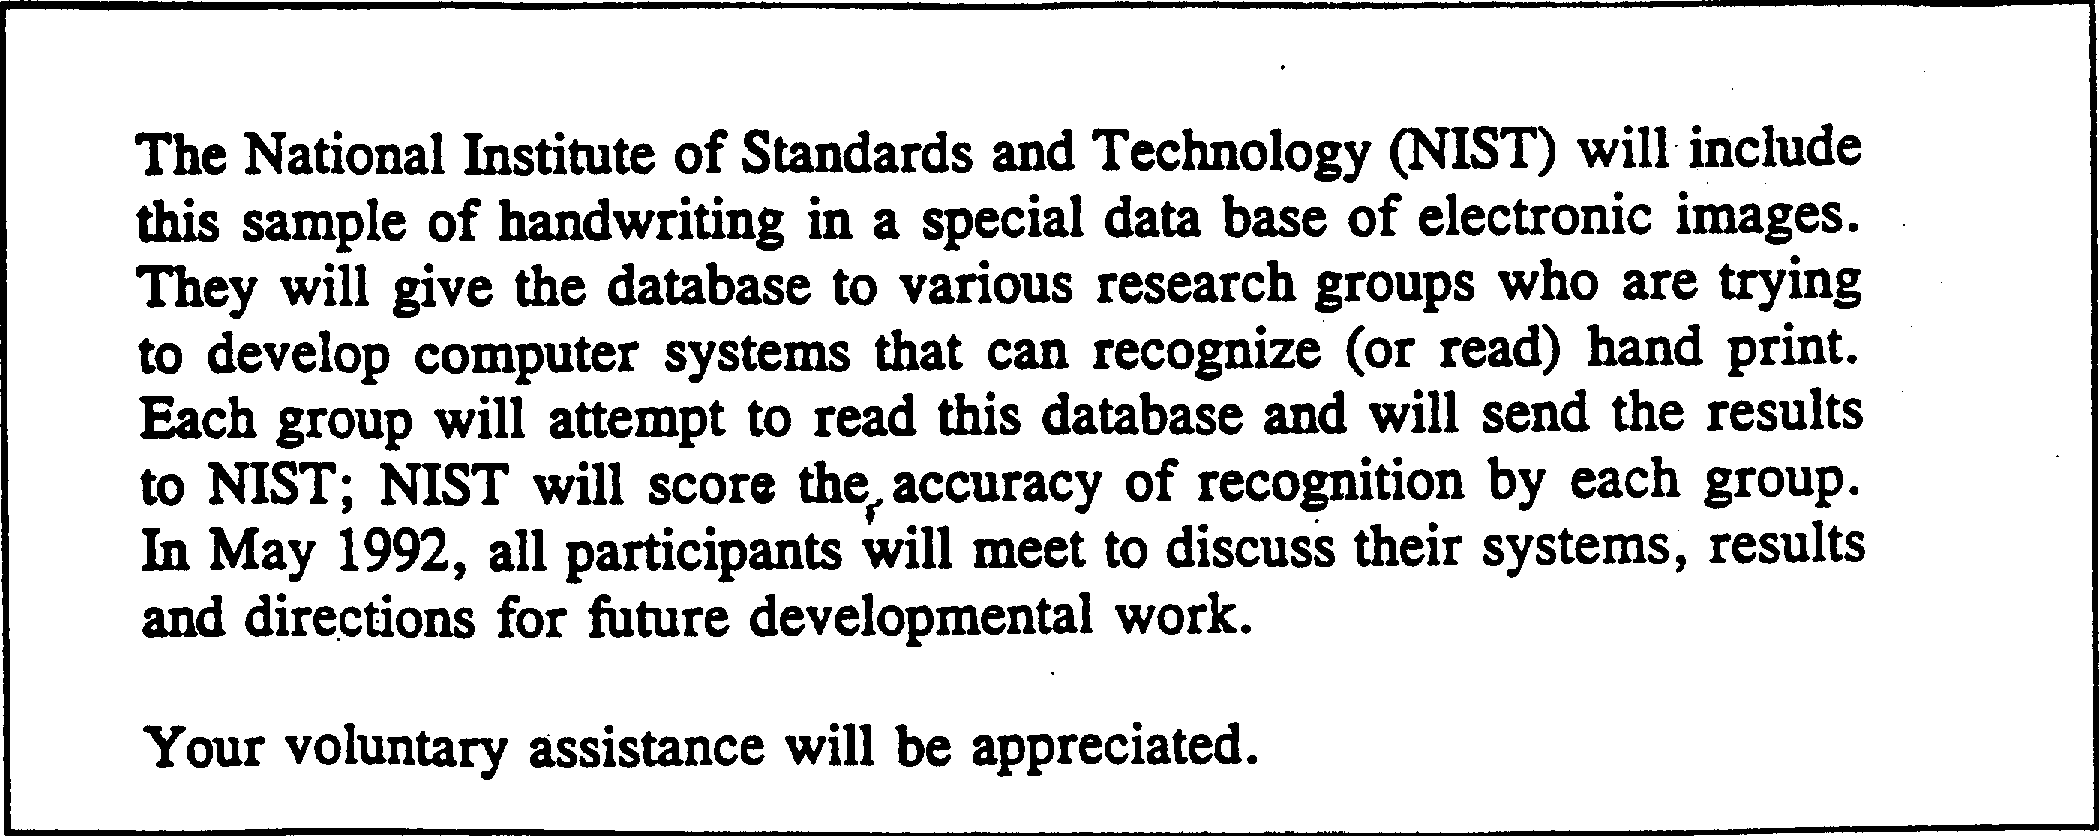 The National Institute of Standards and Technology (NIST) will include
this sample of handwriting in a special data base of electronic images.
They will give the database to various research groups who are trying
to develop computer systems that can recognize (or read) hand print.
Each group will attempt to read this database and will send the results
to NIST; NIST will score the accuracy of recognition by each group.
In May 1992, all participants will meet to discuss their systems, results
and directions for future developmental work.
Your voluntary assistance will be appreciated.